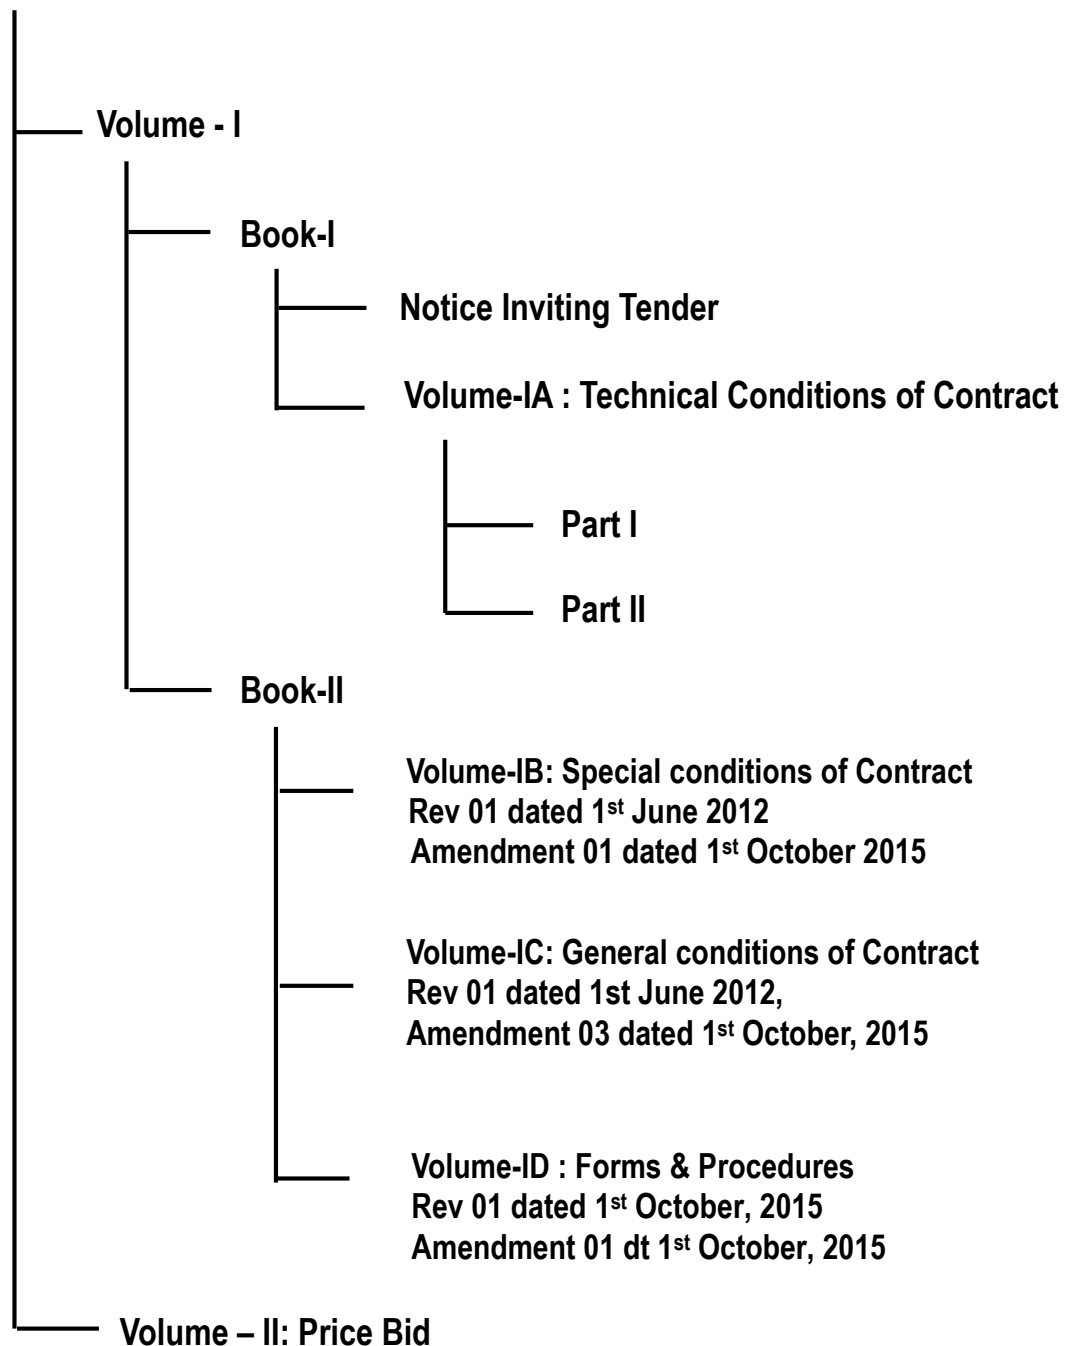 Volume - I
Book-I
Notice Inviting Tender
Volume-IA : Technical Conditions of Contract
Part I
Part II
Book-II
Volume-IB: Special conditions of Contract
Rev 01 dated 1st June 2012
Amendment 01 dated 1st October 2015
Volume-IC: General conditions of Contract
Rev 01 dated 1st June 2012,
Amendment 03 dated 1st October, 2015
Volume-ID : Forms & Procedures
Rev 01 dated 1st October, 2015
Amendment 01 dt 1st October, 2015
Volume – II: Price Bid